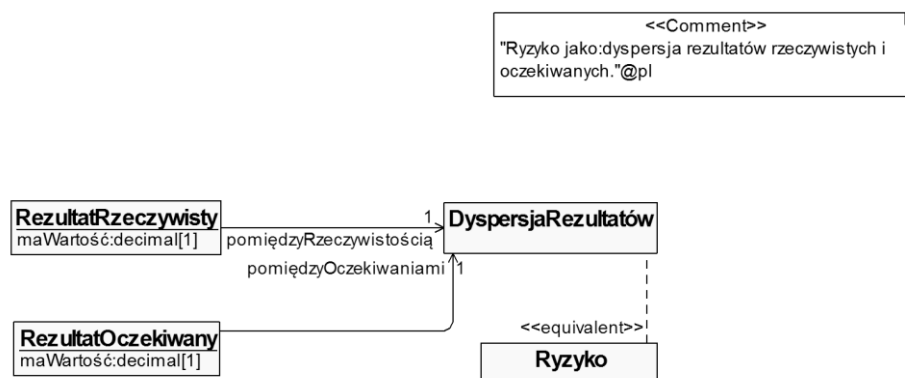 <<Comment>>
"Ryzyko jako:dyspersja rezultatów rzeczywistych i
oczekiwanych."@pl
RezultatRzeczywisty
maWartość:decimal[1]
1
pomiędzyRzeczywistością
DyspersjaRezultatów
pomiędzyOczekiwaniami
1
RezultatOczekiwany
maWartość:decimal[1]
<<equivalent>>
Ryzyko